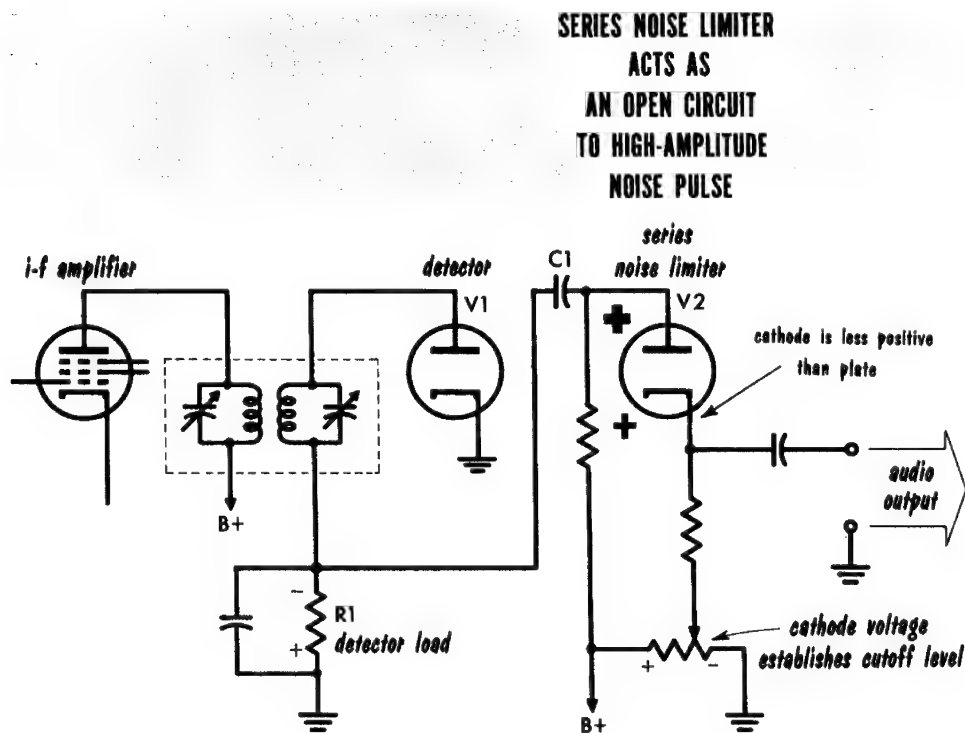 SERIES NOISE LIMITER
ACTS AS
AN OPEN CIRCUIT
TO HIGH-AMPLITUDE
NOISE PULSE
i-f amplifier
detector
V1
C1
series
noise limiter
V2
+
+
cathode is less positive
than plate
B+
audio
output
-
R1
+
detector load
+
-
cathode voltage
establishes cutoff level
B+